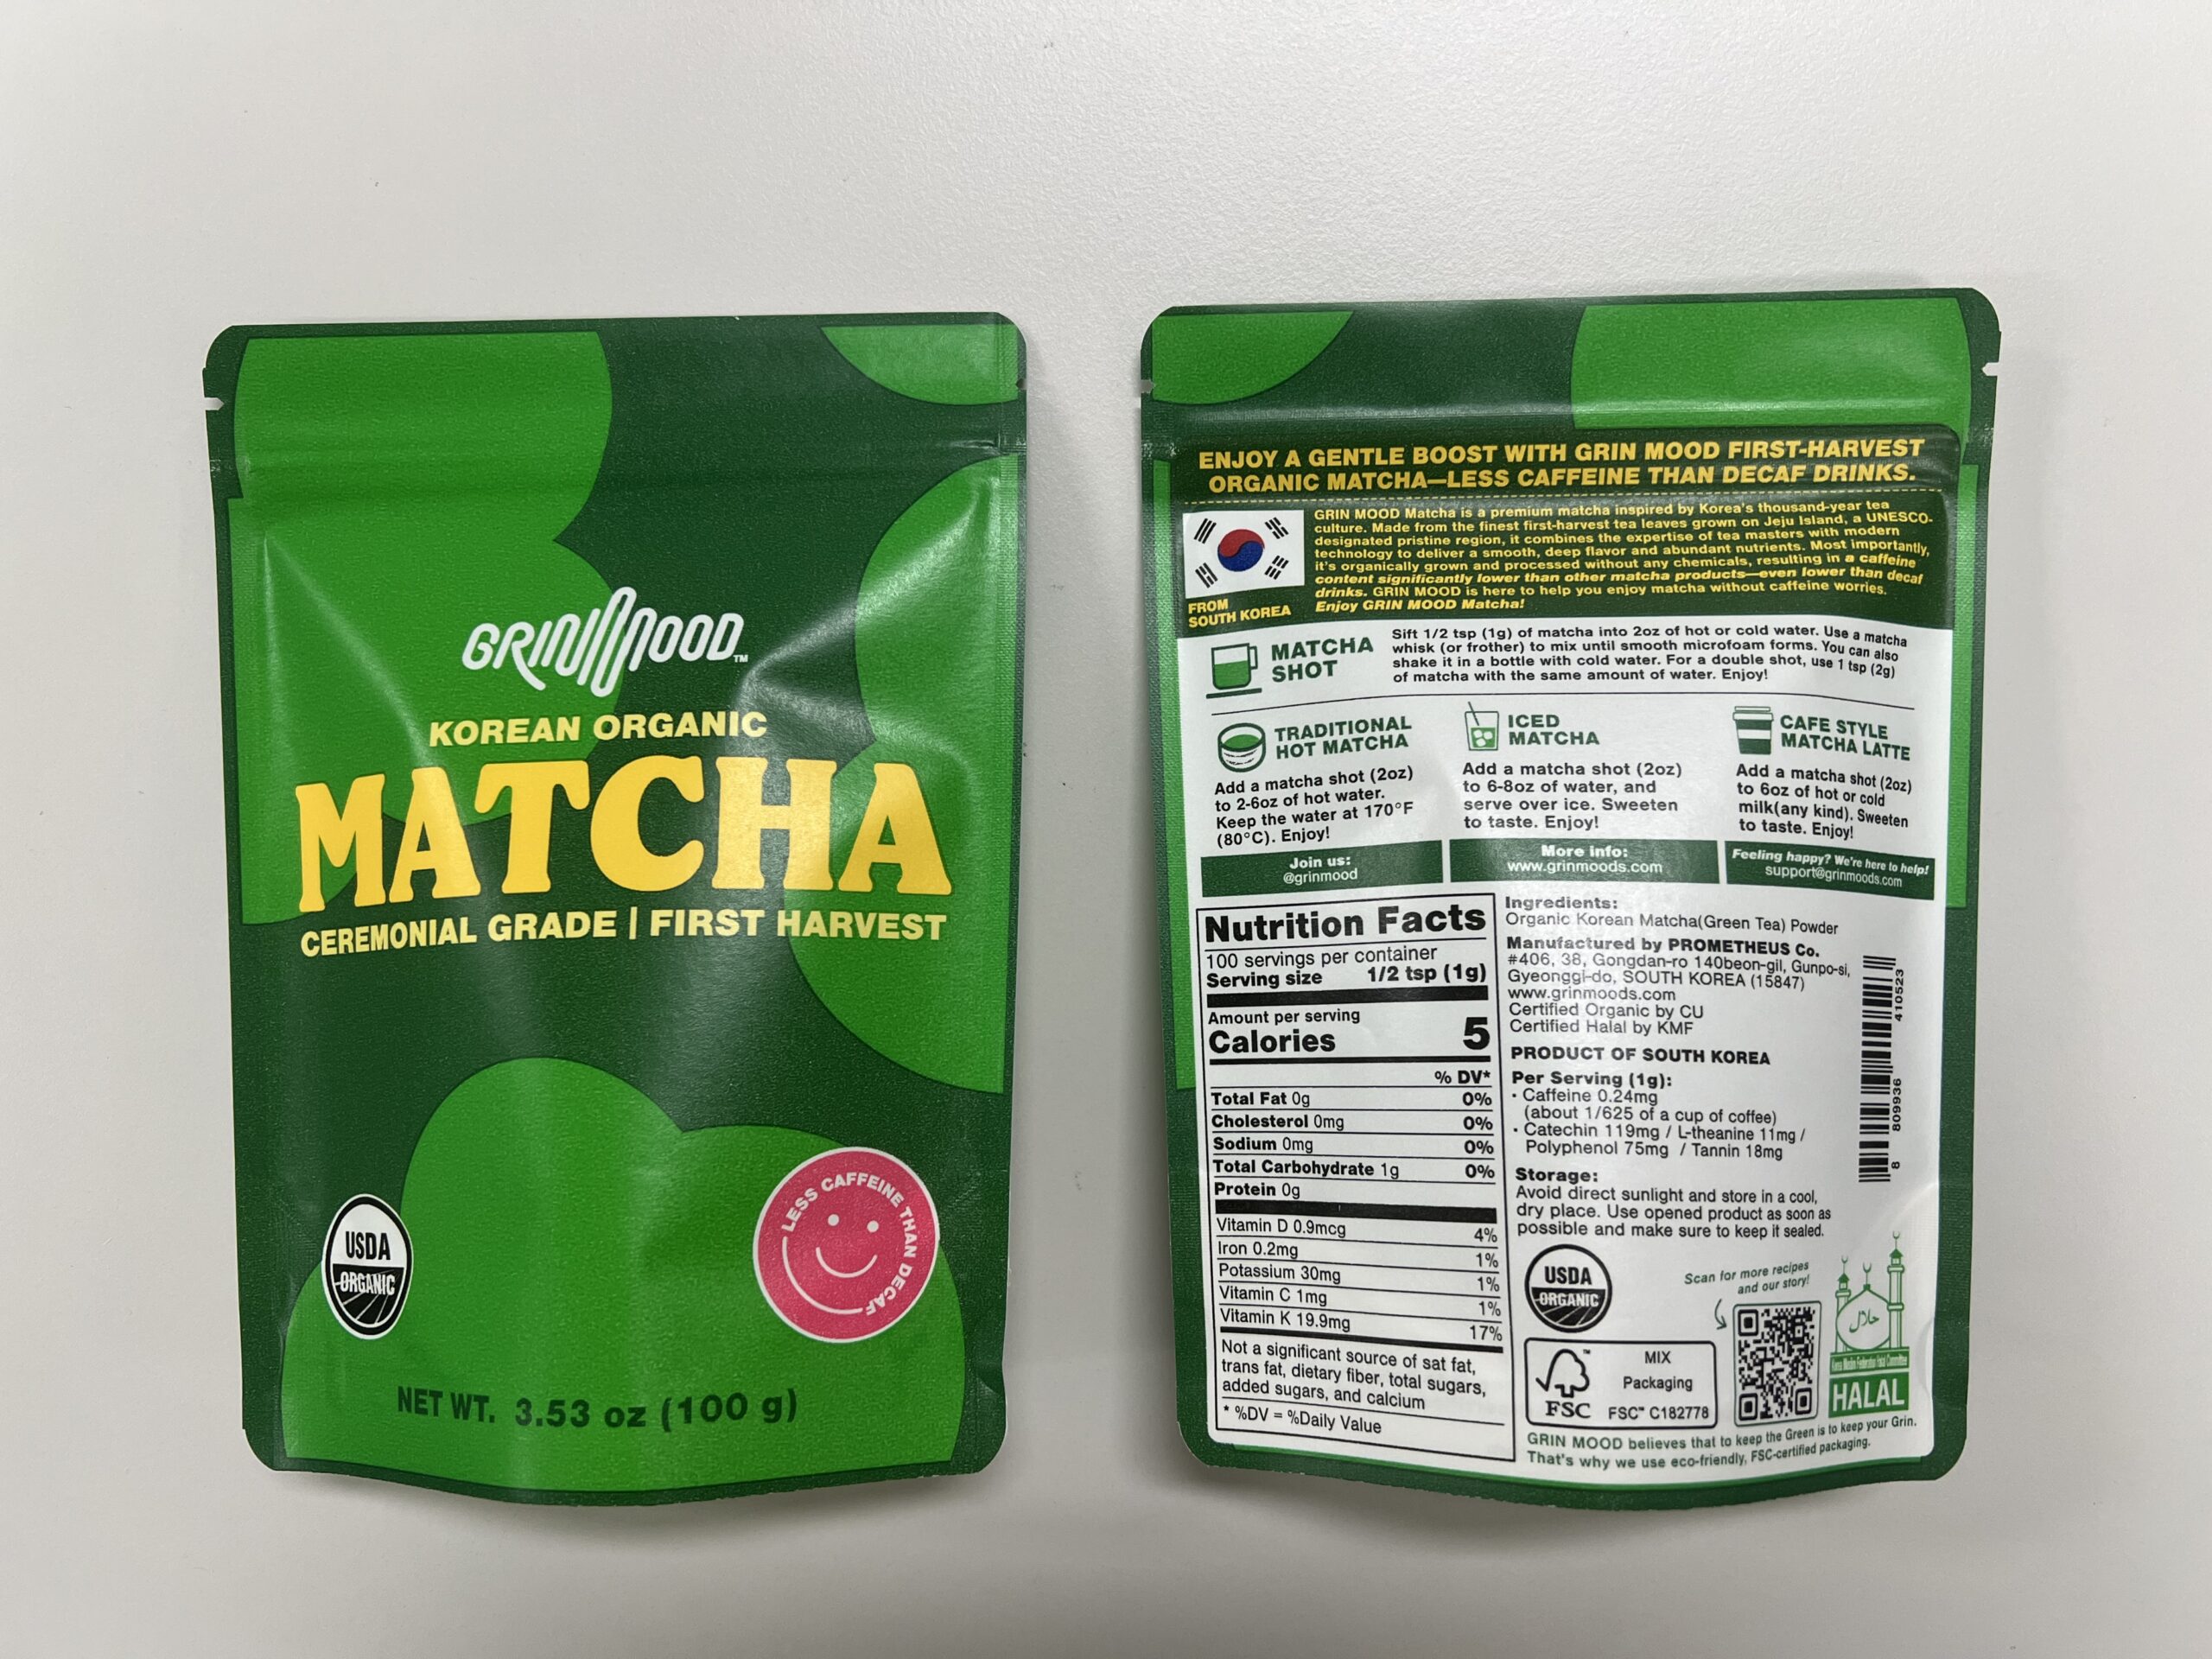 GRIN MOOD™
KOREAN ORGANIC
MATCHA
CEREMONIAL GRADE | FIRST HARVEST
LESS CAFFEINE THAN DECAF
USDA
ORGANIC
NET WT. 3.53 oz (100 g)
ENJOY A GENTLE BOOST WITH GRIN MOOD FIRST-HARVEST
ORGANIC MATCHA—LESS CAFFEINE THAN DECAF DRINKS.
FROM
SOUTH KOREA
GRIN MOOD Matcha is a premium matcha inspired by Korea's thousand-year tea
culture. Made from the finest first-harvest tea leaves grown on Jeju Island, a UNESCO-
designated pristine region, it combines the expertise of tea masters with modern
technology to deliver a smooth, deep flavor and abundant nutrients. Most importantly,
it's organically grown and processed without any chemicals, resulting in a caffeine
content significantly lower than other matcha products—even lower than decaf
drinks. GRIN MOOD is here to help you enjoy matcha without caffeine worries.
Enjoy GRIN MOOD Matcha!
MATCHA
SHOT
Sift 1/2 tsp (1g) of matcha into 2oz of hot or cold water. Use a matcha
whisk (or frother) to mix until smooth microfoam forms. You can also
shake it in a bottle with cold water. For a double shot, use 1 tsp (2g)
of matcha with the same amount of water. Enjoy!
TRADITIONAL
HOT MATCHA
Add a matcha shot (2oz)
to 2-6oz of hot water.
Keep the water at 170°F
(80°C). Enjoy!
ICED
MATCHA
Add a matcha shot (2oz)
to 6-8oz of water, and
serve over ice. Sweeten
to taste. Enjoy!
CAFE STYLE
MATCHA LATTE
Add a matcha shot (2oz)
to 6oz of hot or cold
milk(any kind). Sweeten
to taste. Enjoy!
Join us:
@grinmood
More info:
www.grinmoods.com
Feeling happy? We're here to help!
support@grinmoods.com
Nutrition Facts
100 servings per container
Serving size 1/2 tsp (1g)
Amount per serving
Calories 5
% DV*
Total Fat 0g 0%
Cholesterol 0mg 0%
Sodium 0mg 0%
Total Carbohydrate 1g 0%
Protein 0g
Vitamin D 0.9mcg 4%
Iron 0.2mg 1%
Potassium 30mg 1%
Vitamin C 1mg 1%
Vitamin K 19.9mg 17%
Not a significant source of sat fat,
trans fat, dietary fiber, total sugars,
added sugars, and calcium
* %DV = %Daily Value
Ingredients:
Organic Korean Matcha(Green Tea) Powder
Manufactured by PROMETHEUS Co.
#406, 38, Gongdan-ro 140beon-gil, Gunpo-si,
Gyeonggi-do, SOUTH KOREA (15847)
www.grinmoods.com
Certified Organic by CU
Certified Halal by KMF
PRODUCT OF SOUTH KOREA
Per Serving (1g):
· Caffeine 0.24mg
(about 1/625 of a cup of coffee)
· Catechin 119mg / L-theanine 11mg /
Polyphenol 75mg / Tannin 18mg
Storage:
Avoid direct sunlight and store in a cool,
dry place. Use opened product as soon as
possible and make sure to keep it sealed.
8 809936 410523
USDA
ORGANIC
Scan for more recipes
and our story!
حلال
Korea Muslim Federation Halal Committee
HALAL
™
FSC
MIX
Packaging
FSC™ C182778
GRIN MOOD believes that to keep the Green is to keep your Grin.
That's why we use eco-friendly, FSC-certified packaging.